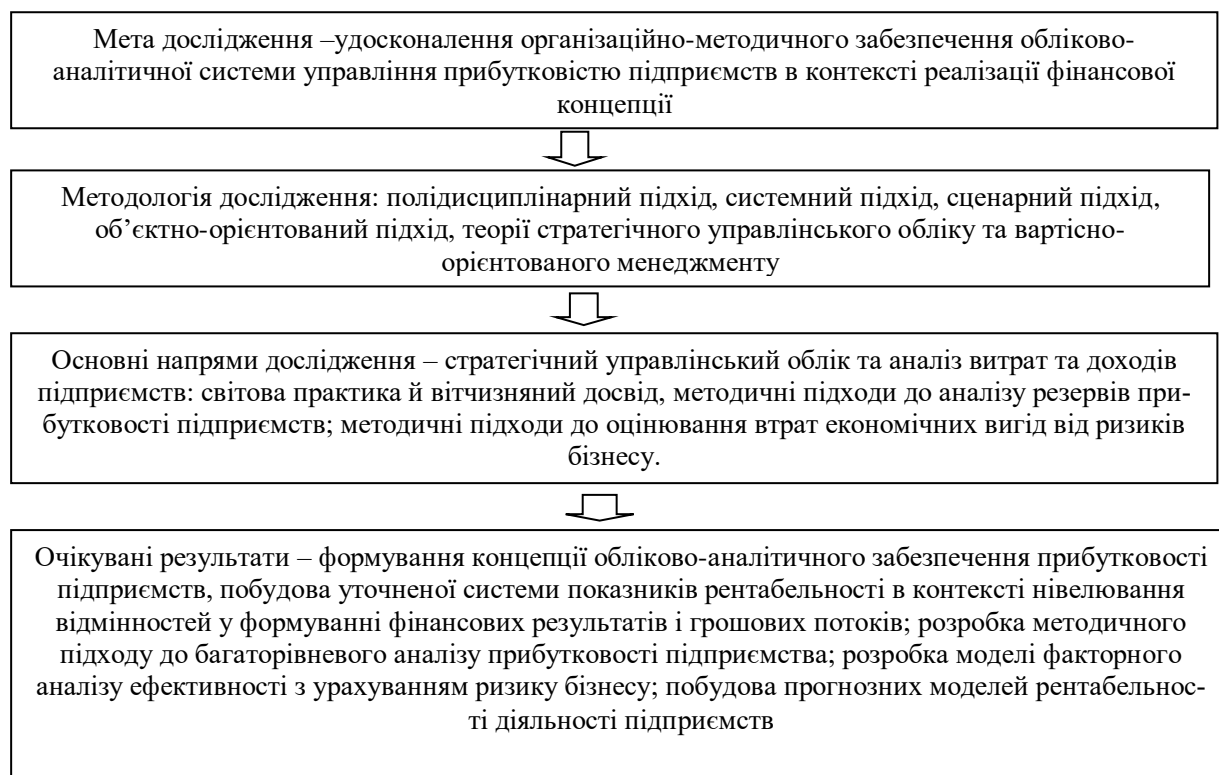 Мета дослідження –удосконалення організаційно-методичного забезпечення обліково-
аналітичної системи управління прибутковістю підприємств в контексті реалізації фінансової
концепції
Методологія дослідження: полідисциплінарний підхід, системний підхід, сценарний підхід,
об’єктно-орієнтований підхід, теорії стратегічного управлінського обліку та вартісно-
орієнтованого менеджменту
Основні напрями дослідження – стратегічний управлінський облік та аналіз витрат та доходів
підприємств: світова практика й вітчизняний досвід, методичні підходи до аналізу резервів при-
бутковості підприємств; методичні підходи до оцінювання втрат економічних вигід від ризиків
бізнесу.
Очікувані результати – формування концепції обліково-аналітичного забезпечення прибутковості
підприємств, побудова уточненої системи показників рентабельності в контексті нівелювання
відмінностей у формуванні фінансових результатів і грошових потоків; розробка методичного
підходу до багаторівневого аналізу прибутковості підприємства; розробка моделі факторного
аналізу ефективності з урахуванням ризику бізнесу; побудова прогнозних моделей рентабельнос-
ті діяльності підприємств